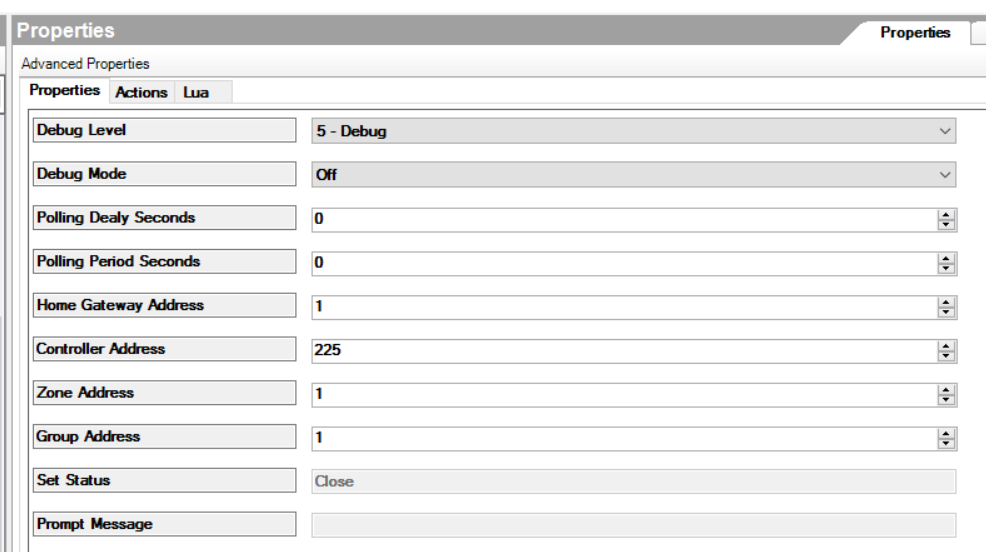 Properties
Properties
Advanced Properties
Properties Actions Lua
Debug Level 5 - Debug
Debug Mode Off
Polling Dealy Seconds 0
Polling Period Seconds 0
Home Gateway Address 1
Controller Address 225
Zone Address 1
Group Address 1
Set Status Close
Prompt Message